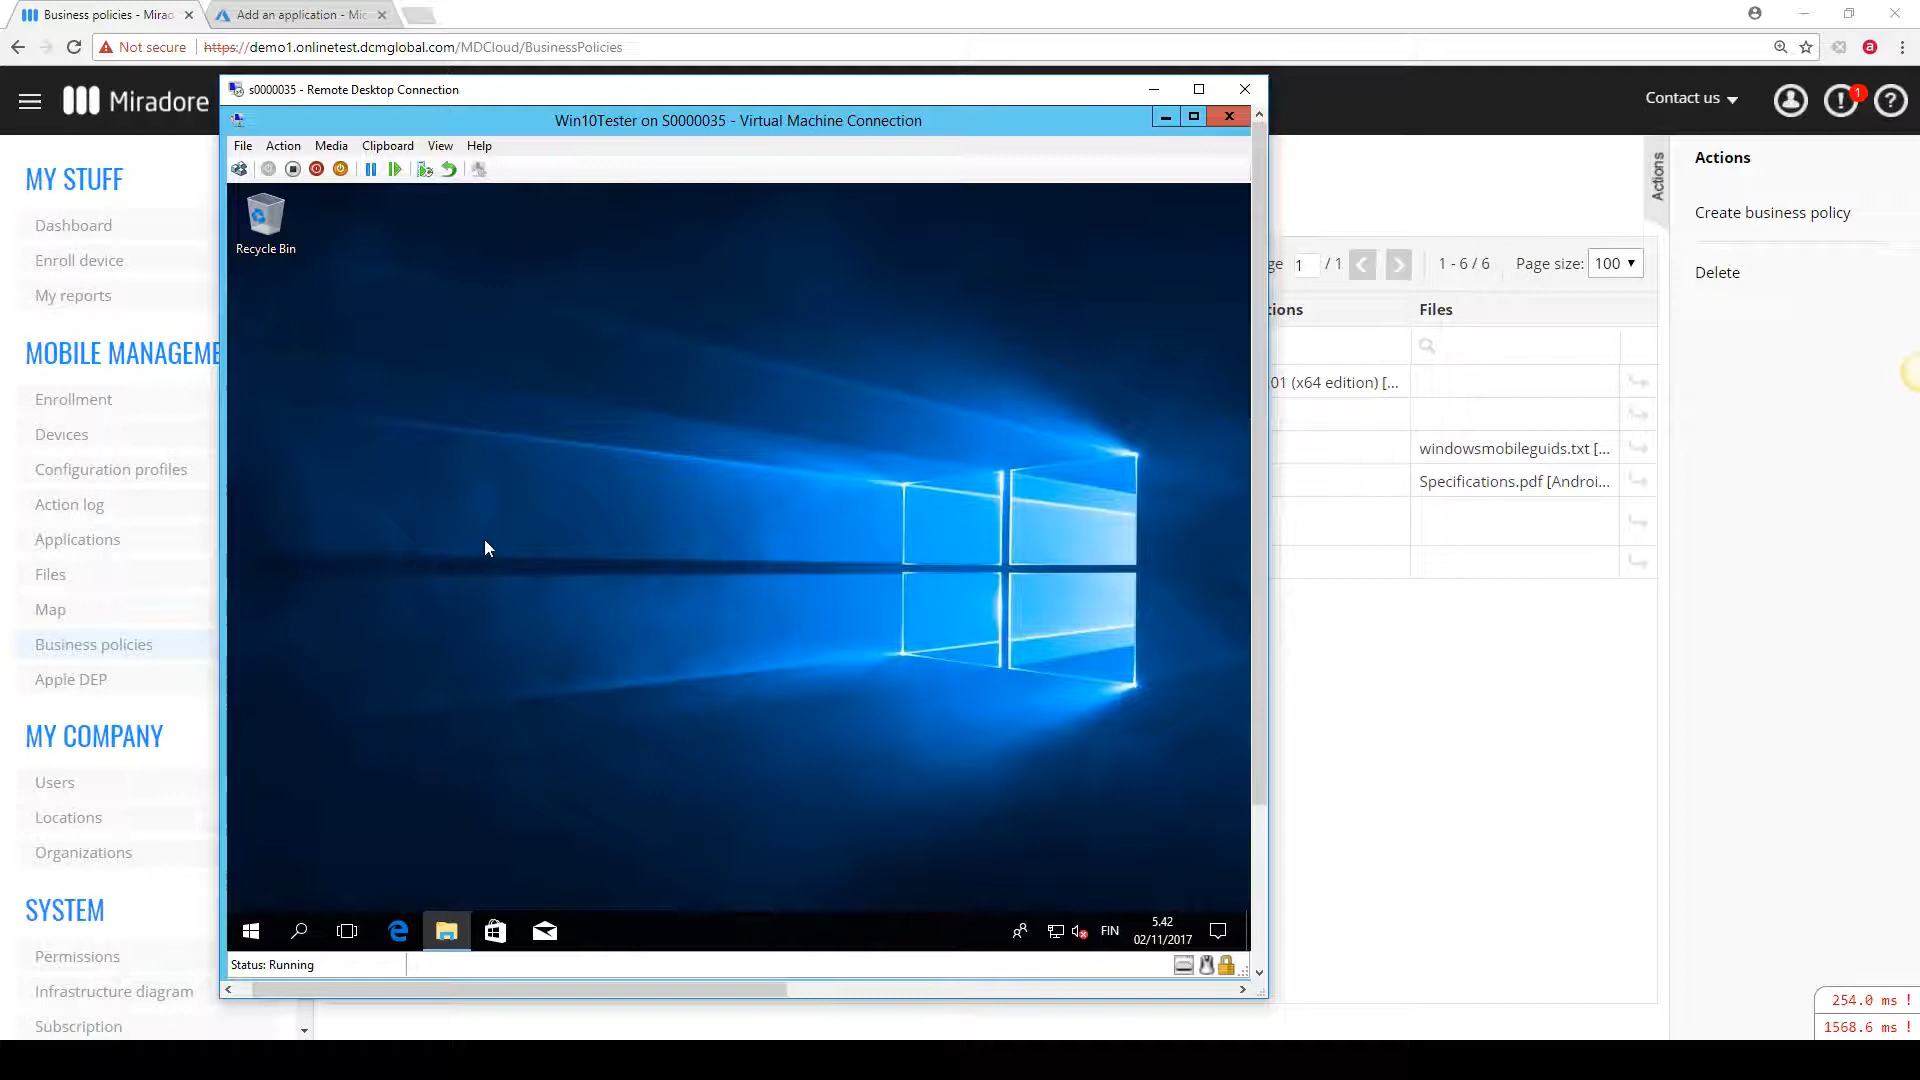 Business policies - Mirado
Add an application - Mic
Not secure
https://demo1.onlinetest.dcmglobal.com/MDCloud/BusinessPolicies
a
Miradore
Contact us
1
?
s0000035 - Remote Desktop Connection
Win10Tester on S0000035 - Virtual Machine Connection
File Action Media Clipboard View Help
Recycle Bin
FIN
5.42
02/11/2017
Status: Running
MY STUFF
Dashboard
Enroll device
My reports
MOBILE MANAGEME
Enrollment
Devices
Configuration profiles
Action log
Applications
Files
Map
Business policies
Apple DEP
MY COMPANY
Users
Locations
Organizations
SYSTEM
Permissions
Infrastructure diagram
Subscription
ge 1 / 1 1 - 6 / 6 Page size: 100
tions Files
01 (x64 edition) [...
windowsmobileguids.txt [...
Specifications.pdf [Androi...
Actions
Actions
Create business policy
Delete
254.0 ms !
1568.6 ms !